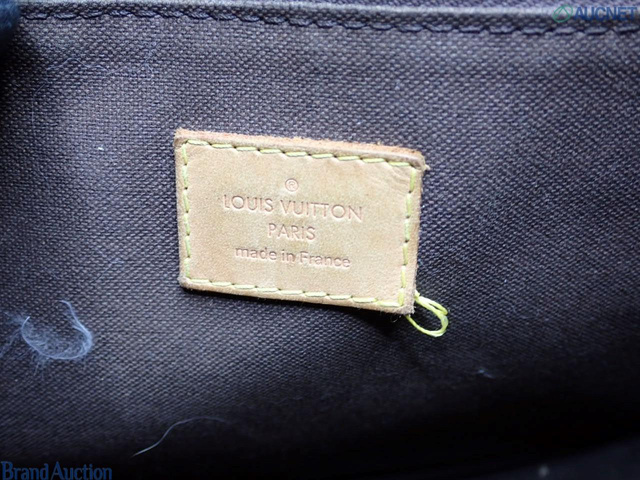 AUCNET
®
LOUIS VUITTON
PARIS
made in France
Brand Auction